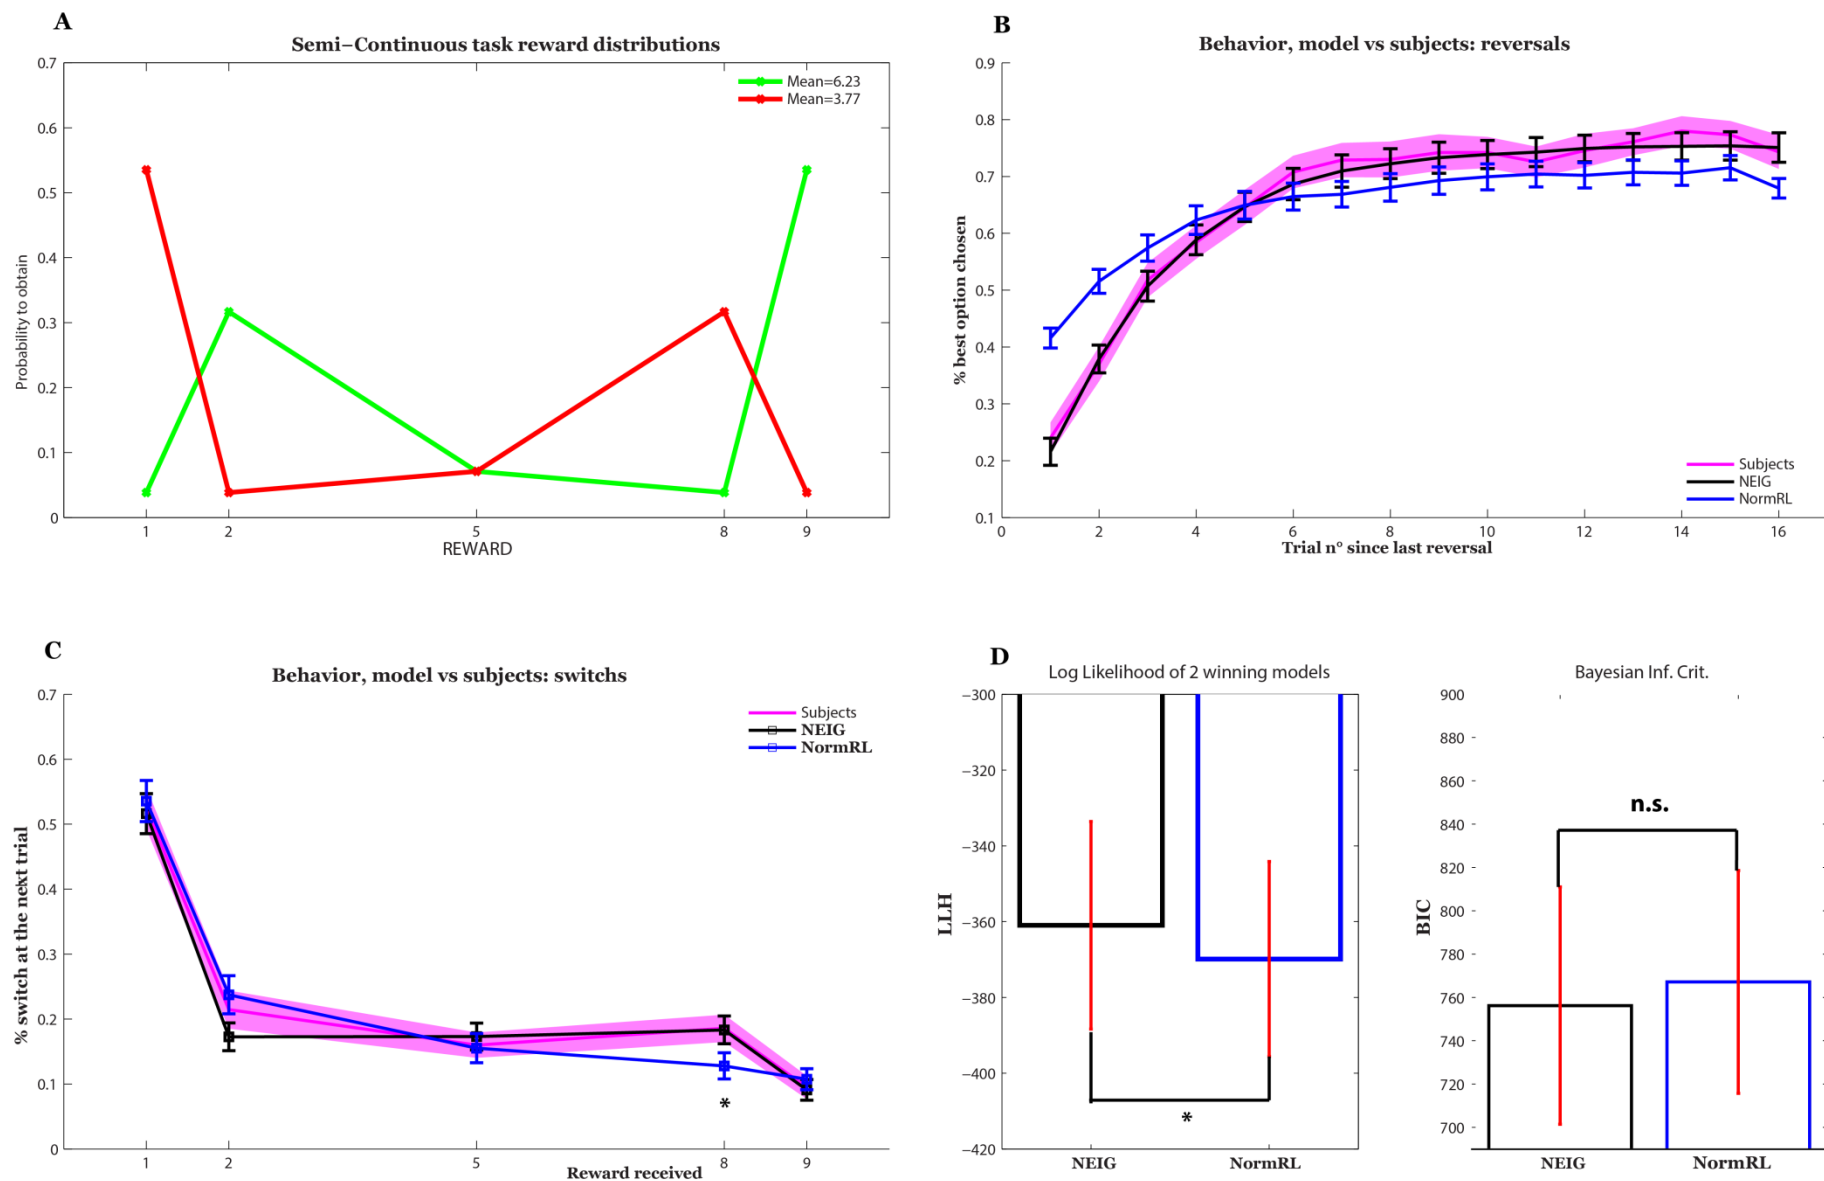 A
Semi−Continuous task reward distributions
0.7
0.6
0.5
0.4
0.3
0.2
0.1
0
Probability to obtain
Mean=6.23
Mean=3.77
1
2
5
8
9
REWARD
B
Behavior, model vs subjects: reversals
0.9
0.8
0.7
0.6
0.5
0.4
0.3
0.2
0.1
% best option chosen
Subjects
NEIG
NormRL
0
2
4
6
8
10
12
14
16
Trial n° since last reversal
C
Behavior, model vs subjects: switchs
0.7
0.6
0.5
0.4
0.3
0.2
0.1
0
% switch at the next trial
Subjects
NEIG
NormRL
*
1
2
5
8
9
Reward received
D
Log Likelihood of 2 winning models
−300
−320
−340
−360
−380
−400
−420
LLH
*
NEIG
NormRL
Bayesian Inf. Crit.
900
880
860
840
820
800
780
760
740
720
700
BIC
n.s.
NEIG
NormRL